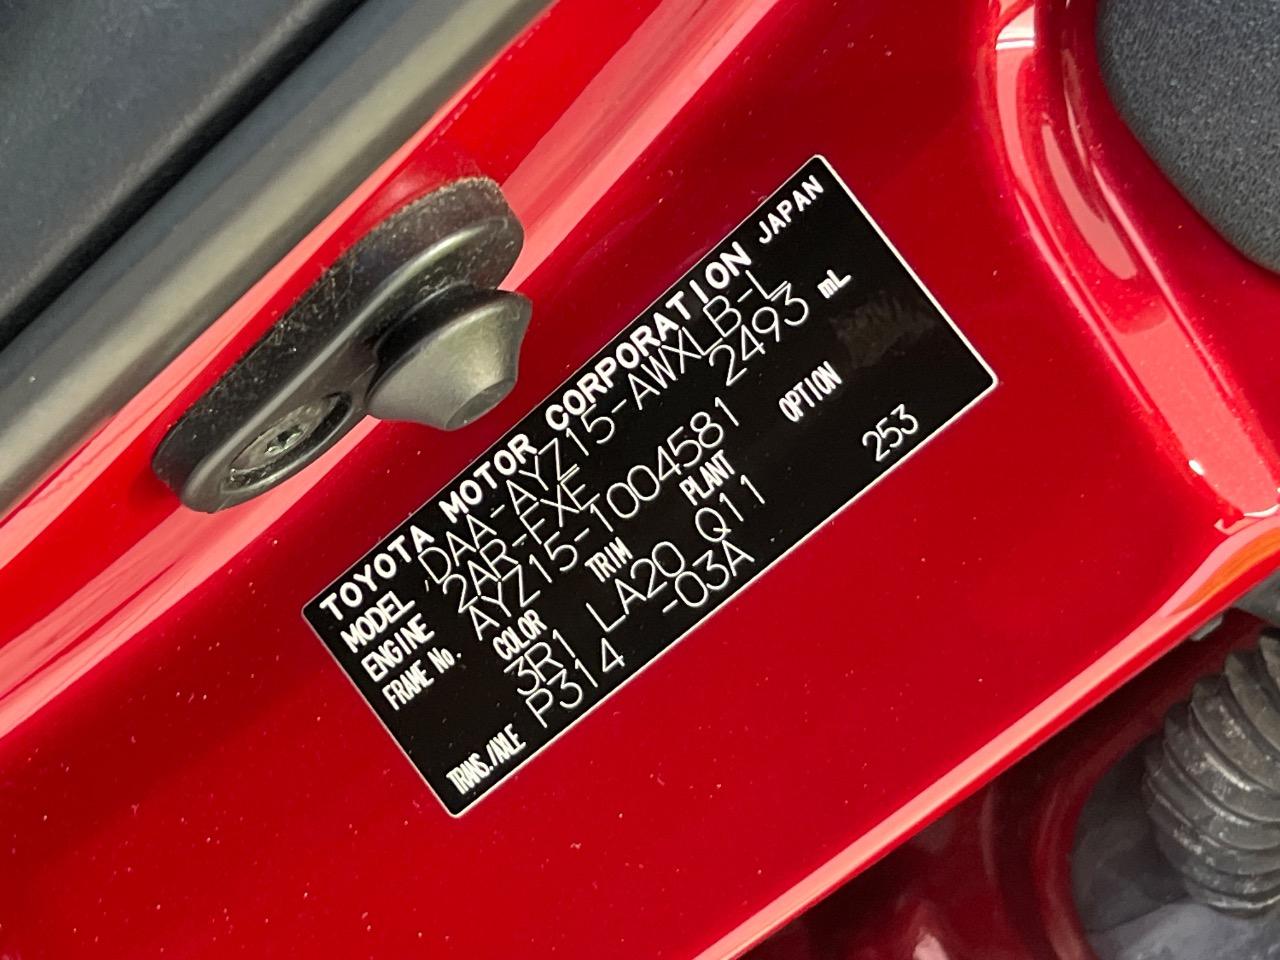 TOYOTA MOTOR CORPORATION JAPAN
MODEL DAA-AYZ15-AWXLB-L
ENGINE 2AR-FXE 2493 mL
FRAME No. AYZ15-1004581
COLOR TRIM PLANT OPTION
3R1 LA20 Q11 253
TRANS./AXLE P314 -03A